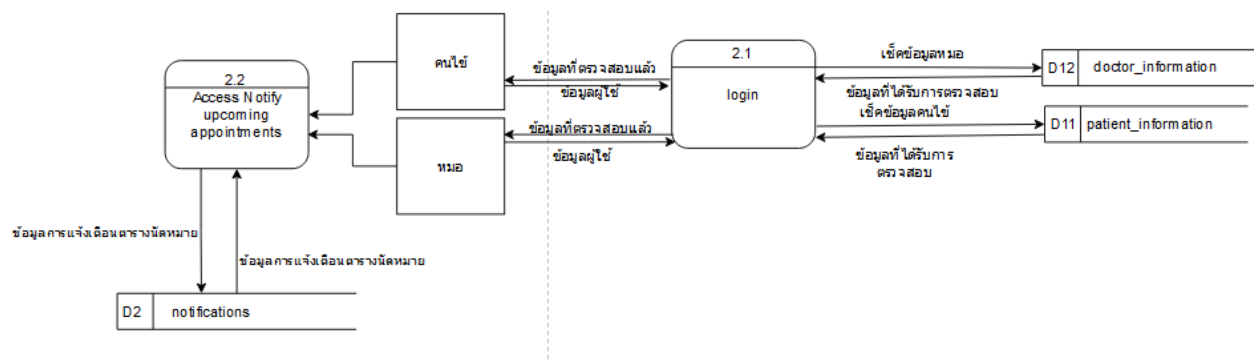 คนไข้
2.2
Access Notify
upcoming
appointments
หมอ
ข้อมูลที่ตรวจสอบแล้ว
ข้อมูลผู้ใช้
ข้อมูลที่ตรวจสอบแล้ว
ข้อมูลผู้ใช้
2.1
login
เช็คข้อมูลหมอ
ข้อมูลที่ได้รับการตรวจสอบ
เช็คข้อมูลคนไข้
ข้อมูลที่ได้รับการ
ตรวจสอบ
D12 doctor_information
D11 patient_information
ข้อมูลการแจ้งเตือนตารางนัดหมาย
ข้อมูลการแจ้งเตือนตารางนัดหมาย
D2 notifications